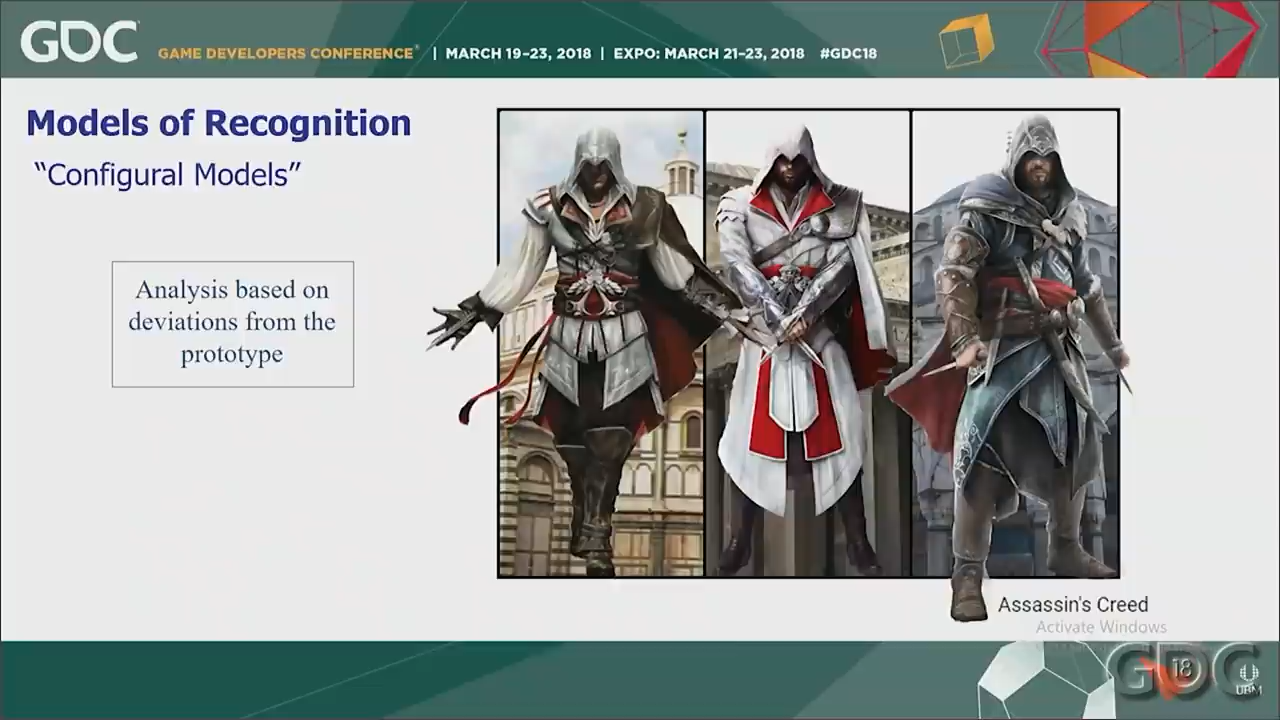 GDC GAME DEVELOPERS CONFERENCE® | MARCH 19–23, 2018 | EXPO: MARCH 21–23, 2018 #GDC18
Models of Recognition
“Configural Models”
Analysis based on
deviations from the
prototype
Assassin's Creed
Activate Windows
GDC
18
UBM